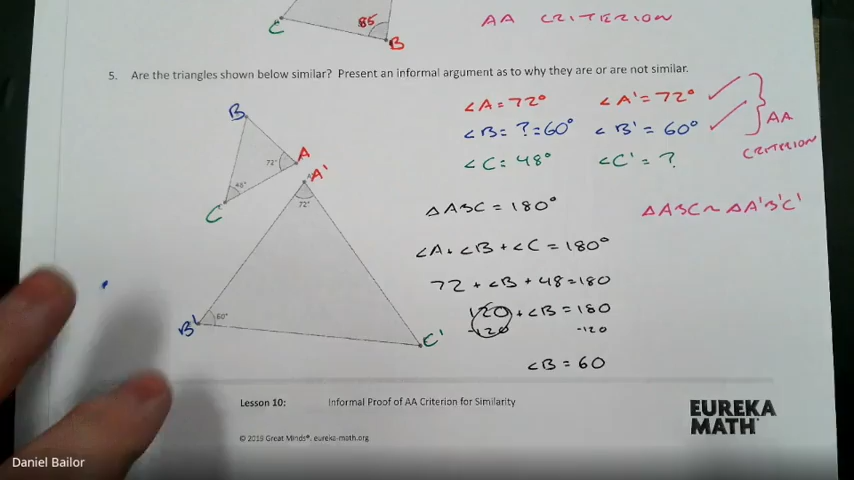 C
85
B
AA CRITERION
5. Are the triangles shown below similar? Present an informal argument as to why they are or are not similar.
B
72°
A
48°
C
A'
72°
B'
60°
C'
∠A = 72° ∠A' = 72° ✓
∠B = ? = 60° ∠B' = 60° ✓
AA
CRITERION
∠C = 48° ∠C' = ?
△ABC = 180°
△ABC ~ △A'B'C'
∠A + ∠B + ∠C = 180°
72 + ∠B + 48 = 180
120 + ∠B = 180
-120 -120
∠B = 60
Lesson 10: Informal Proof of AA Criterion for Similarity
EUREKA
MATH™
© 2019 Great Minds®. eureka-math.org
Daniel Bailor